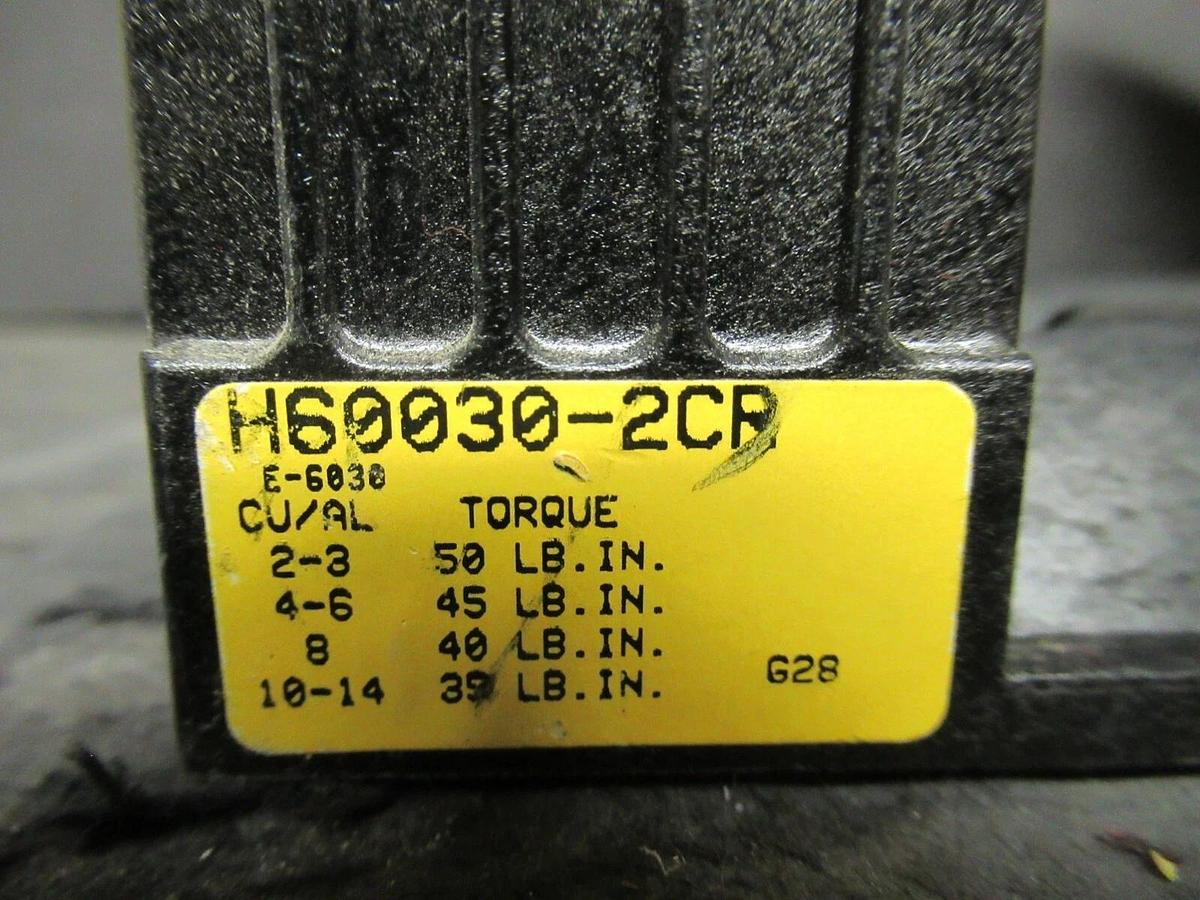 H60030-2CR
E-6030
CU/AL TORQUE
2-3 50 LB.IN.
4-6 45 LB.IN.
8 40 LB.IN.
10-14 LB.IN.
G28